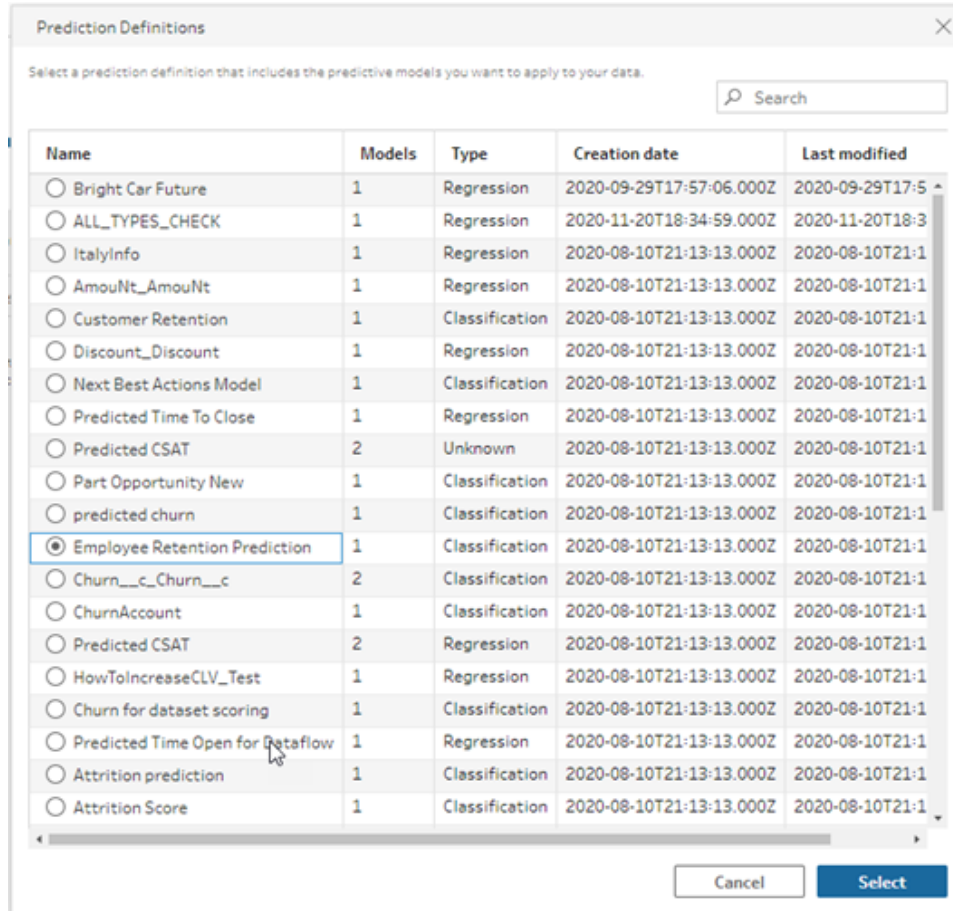 Prediction Definitions
Select a prediction definition that includes the predictive models you want to apply to your data.
Search
Name Models Type Creation date Last modified
Bright Car Future 1 Regression 2020-09-29T17:57:06.000Z 2020-09-29T17:5
ALL_TYPES_CHECK 1 Regression 2020-11-20T18:34:59.000Z 2020-11-20T18:3
ItalyInfo 1 Regression 2020-08-10T21:13:13.000Z 2020-08-10T21:1
AmouNt_AmouNt 1 Regression 2020-08-10T21:13:13.000Z 2020-08-10T21:1
Customer Retention 1 Classification 2020-08-10T21:13:13.000Z 2020-08-10T21:1
Discount_Discount 1 Regression 2020-08-10T21:13:13.000Z 2020-08-10T21:1
Next Best Actions Model 1 Classification 2020-08-10T21:13:13.000Z 2020-08-10T21:1
Predicted Time To Close 1 Regression 2020-08-10T21:13:13.000Z 2020-08-10T21:1
Predicted CSAT 2 Unknown 2020-08-10T21:13:13.000Z 2020-08-10T21:1
Part Opportunity New 1 Classification 2020-08-10T21:13:13.000Z 2020-08-10T21:1
predicted churn 1 Classification 2020-08-10T21:13:13.000Z 2020-08-10T21:1
Employee Retention Prediction 1 Classification 2020-08-10T21:13:13.000Z 2020-08-10T21:1
Churn__c_Churn__c 2 Classification 2020-08-10T21:13:13.000Z 2020-08-10T21:1
ChurnAccount 1 Classification 2020-08-10T21:13:13.000Z 2020-08-10T21:1
Predicted CSAT 2 Regression 2020-08-10T21:13:13.000Z 2020-08-10T21:1
HowToIncreaseCLV_Test 1 Regression 2020-08-10T21:13:13.000Z 2020-08-10T21:1
Churn for dataset scoring 1 Classification 2020-08-10T21:13:13.000Z 2020-08-10T21:1
Predicted Time Open for Dataflow 1 Regression 2020-08-10T21:13:13.000Z 2020-08-10T21:1
Attrition prediction 1 Classification 2020-08-10T21:13:13.000Z 2020-08-10T21:1
Attrition Score 1 Classification 2020-08-10T21:13:13.000Z 2020-08-10T21:1
Cancel Select